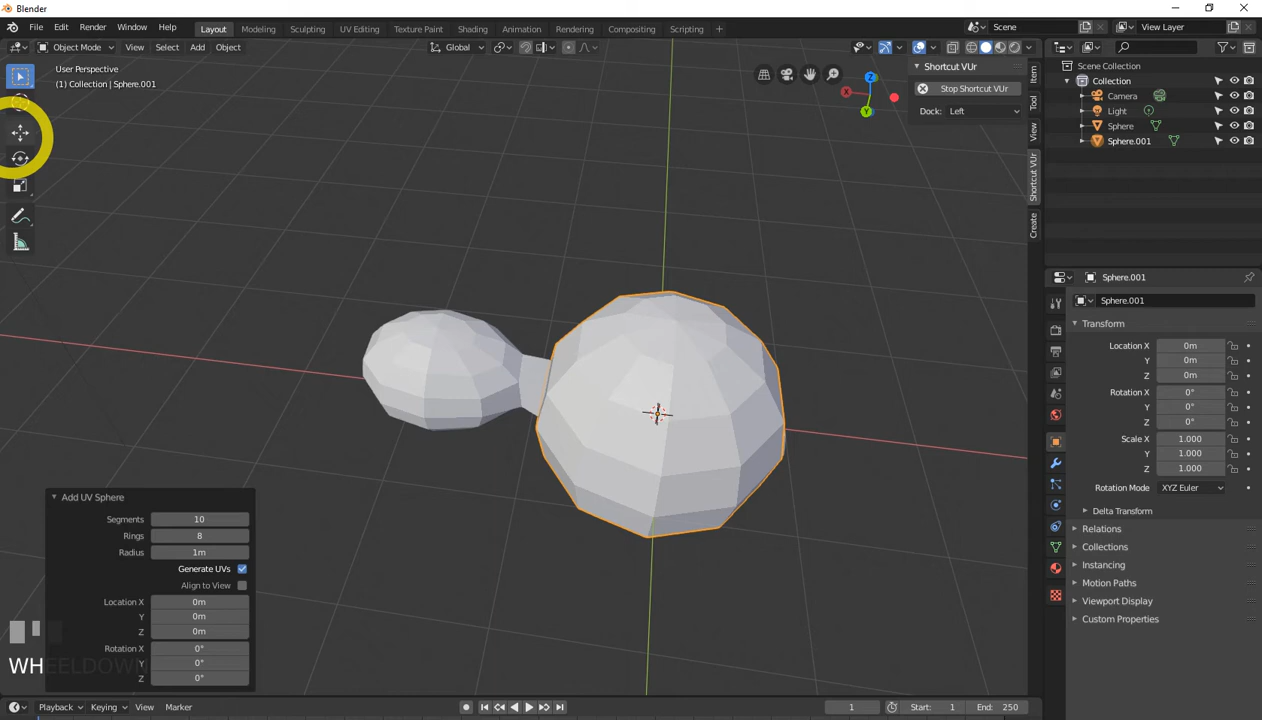 Blender
File Edit Render Window Help Layout Modeling Sculpting UV Editing Texture Paint Shading Animation Rendering Compositing Scripting Scene View Layer
Object Mode View Select Add Object Global
User Perspective
(1) Collection | Sphere.001
Shortcut VUr
Stop Shortcut VUr
Dock: Left
Item
Tool
View
Shortcut VUr
Create
Scene Collection
Collection
Camera
Light
Sphere
Sphere.001
Sphere.001
Sphere.001
Transform
Location X 0m
Y 0m
Z 0m
Rotation X 0°
Y 0°
Z 0°
Scale X 1.000
Y 1.000
Z 1.000
Rotation Mode XYZ Euler
Delta Transform
Relations
Collections
Instancing
Motion Paths
Viewport Display
Custom Properties
Add UV Sphere
Segments 10
Rings 8
Radius 1m
Generate UVs
Align to View
Location X 0m
Y 0m
Z 0m
Rotation X 0°
Y 0°
Z 0°
WHEELDOWN
Playback Keying View Marker 1 Start: 1 End: 250